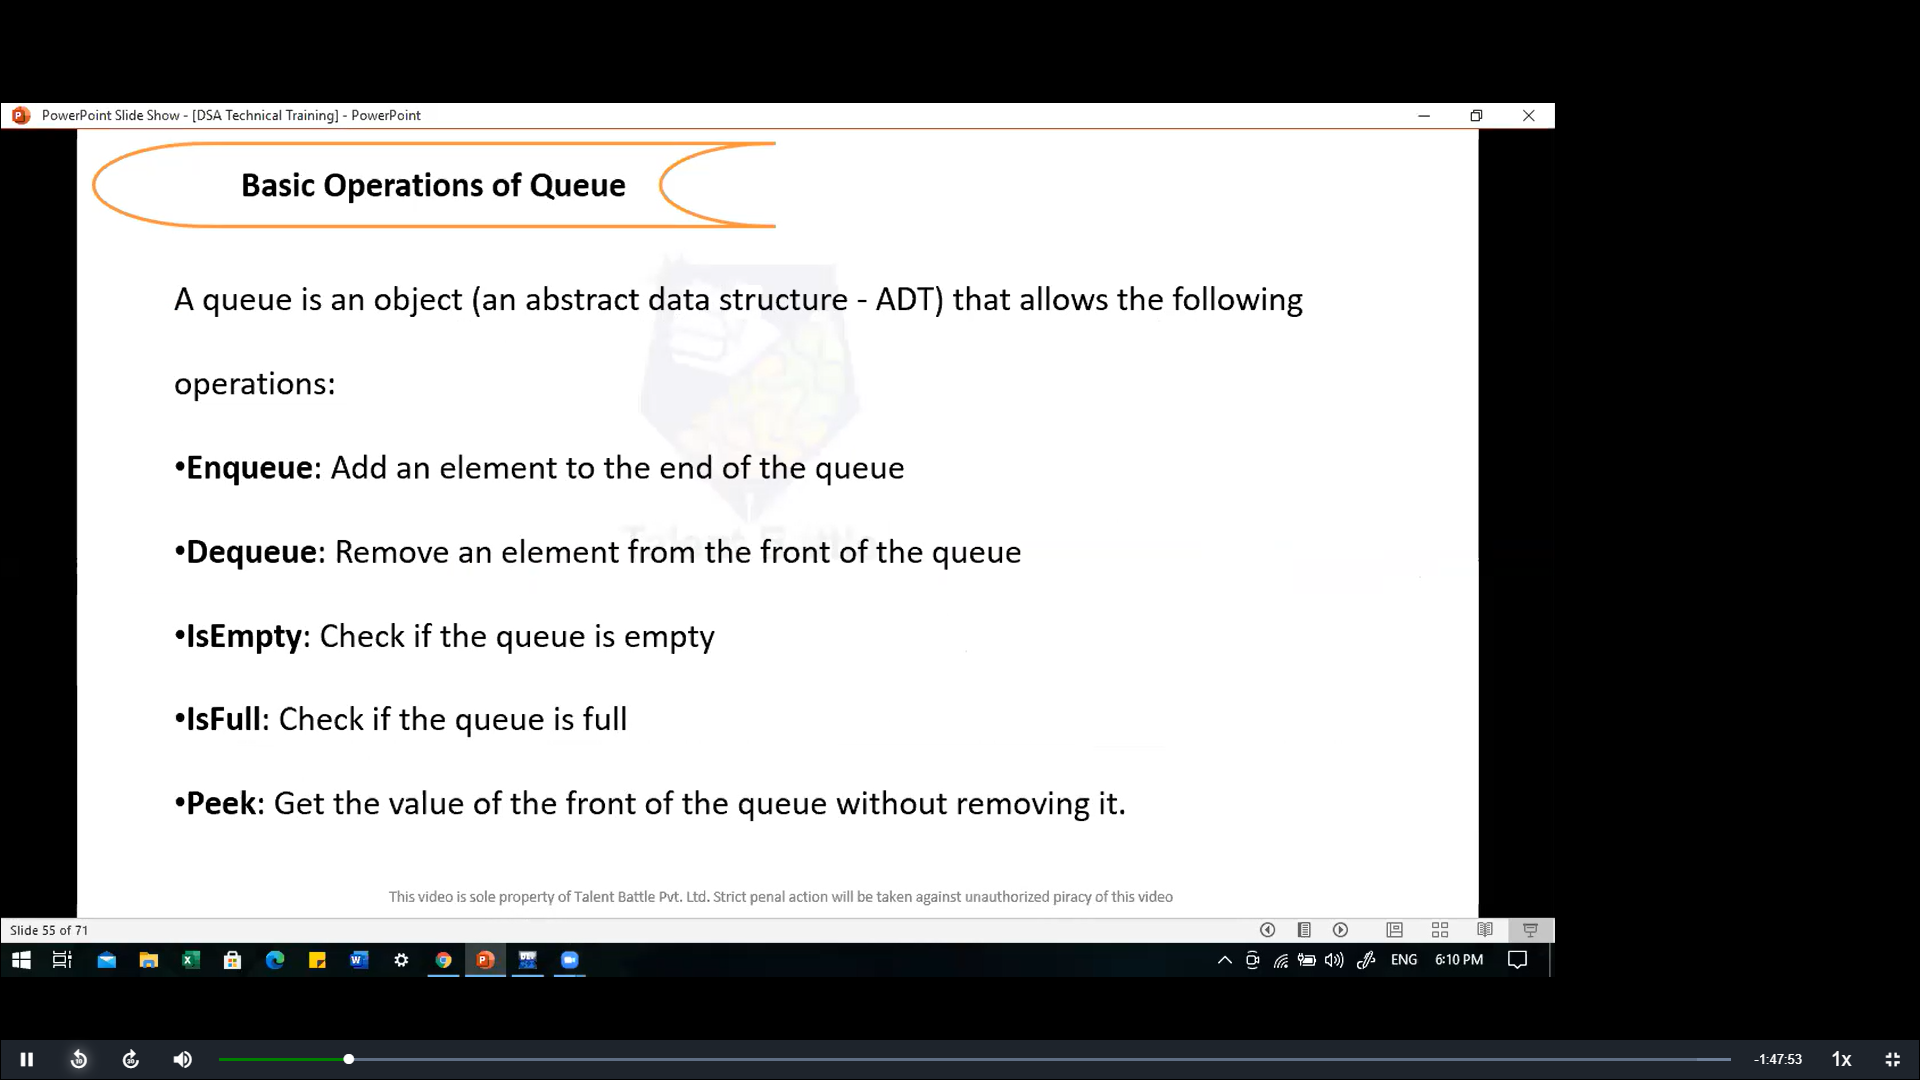 PowerPoint Slide Show - [DSA Technical Training] - PowerPoint
Basic Operations of Queue
A queue is an object (an abstract data structure - ADT) that allows the following
operations:
•Enqueue: Add an element to the end of the queue
•Dequeue: Remove an element from the front of the queue
•IsEmpty: Check if the queue is empty
•IsFull: Check if the queue is full
•Peek: Get the value of the front of the queue without removing it.
Talent Battle
This video is sole property of Talent Battle Pvt. Ltd. Strict penal action will be taken against unauthorized piracy of this video
Slide 55 of 71
ENG 6:10 PM
-1:47:53 1x